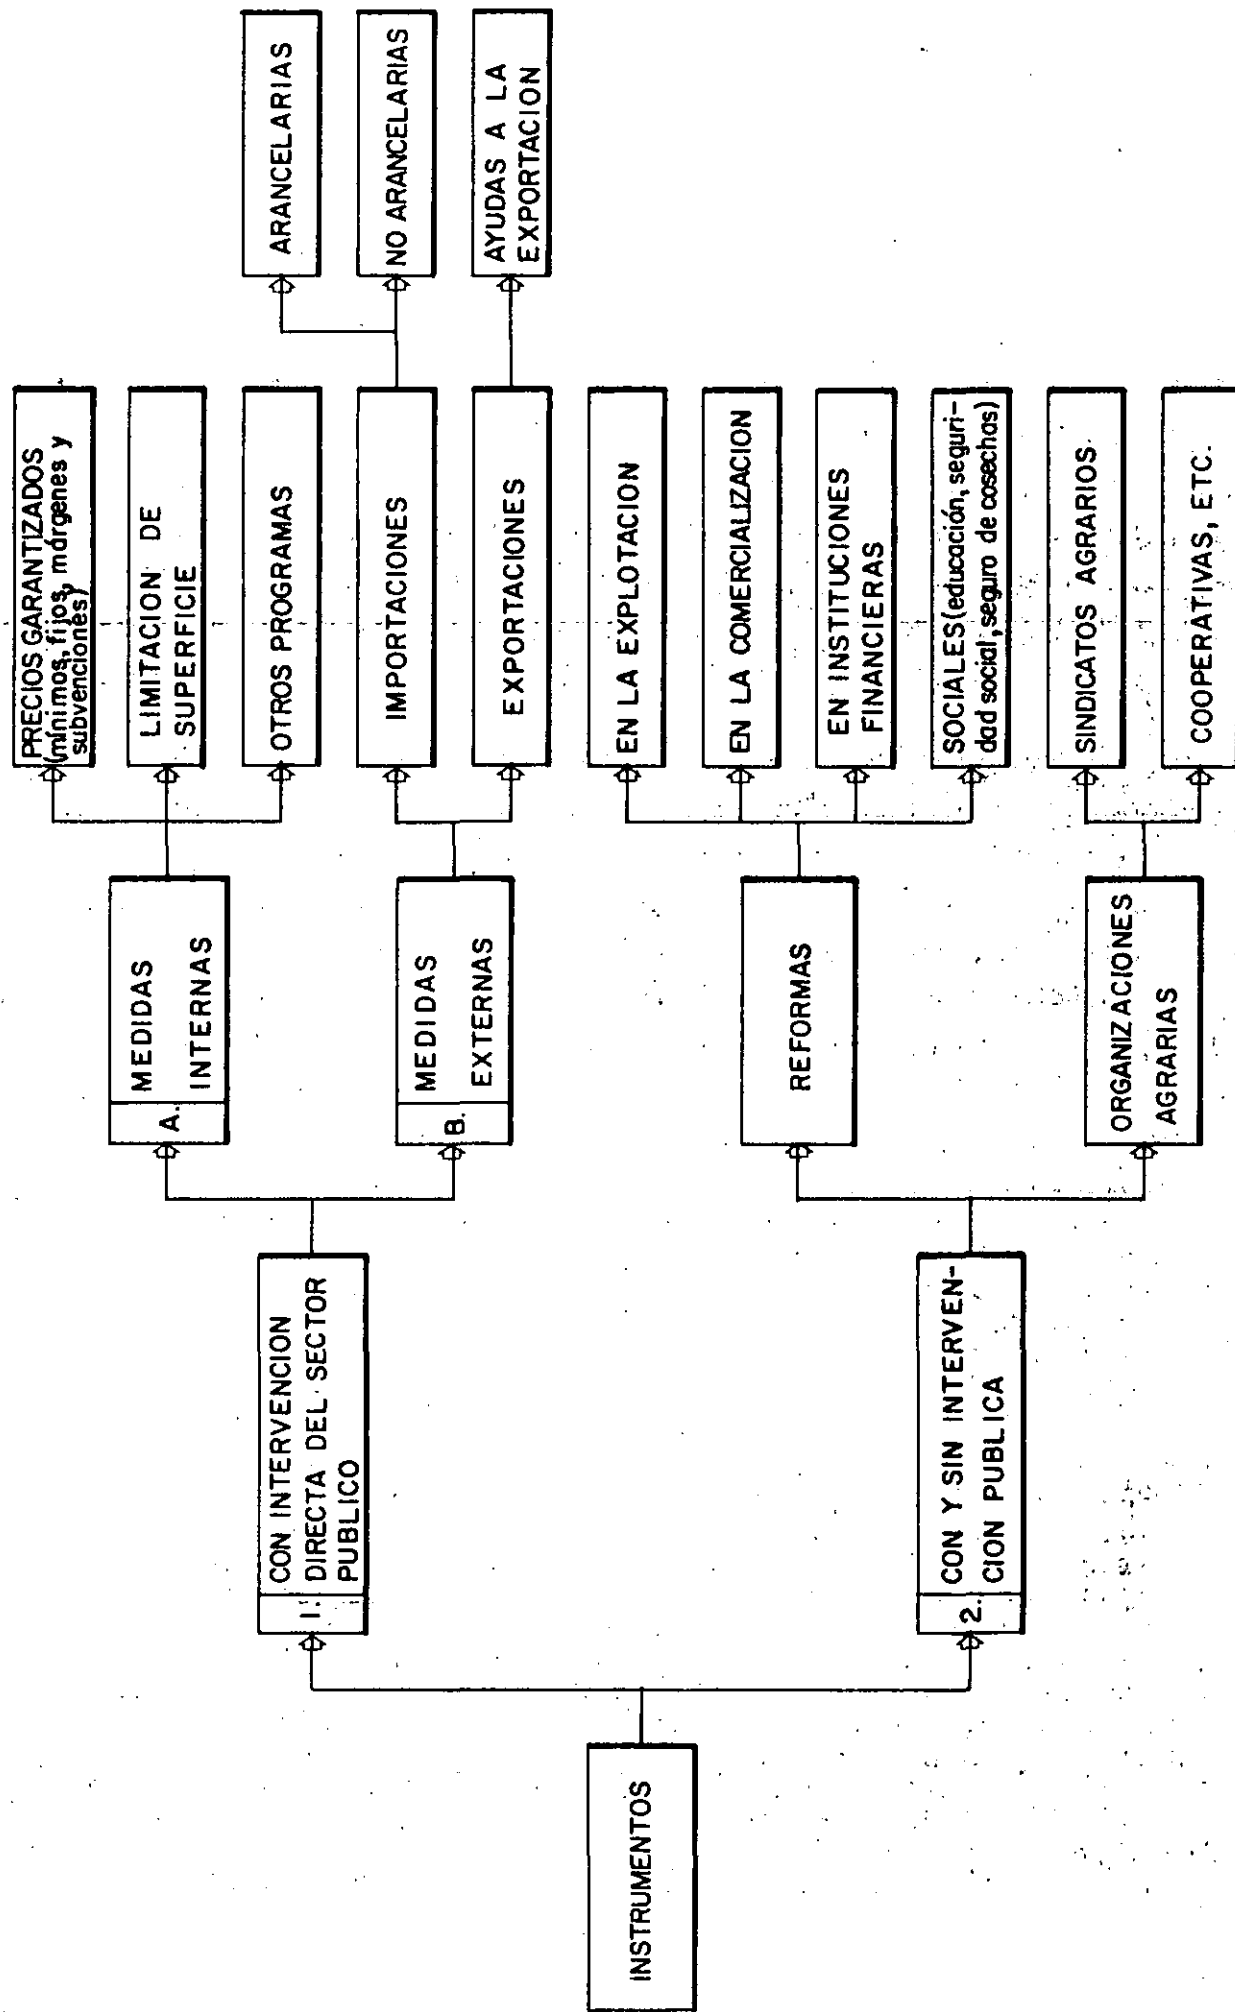 INSTRUMENTOS
1.
CON INTERVENCION
DIRECTA DEL SECTOR
PUBLICO
2.
CON Y SIN INTERVEN-
CION PUBLICA
A.
MEDIDAS
INTERNAS
B.
MEDIDAS
EXTERNAS
REFORMAS
ORGANIZACIONES
AGRARIAS
PRECIOS GARANTIZADOS
(mínimos, fijos, márgenes y
subvenciones)
LIMITACION DE
SUPERFICIE
OTROS PROGRAMAS
IMPORTACIONES
EXPORTACIONES
EN LA EXPLOTACION
EN LA COMERCIALIZACION
EN INSTITUCIONES
FINANCIERAS
SOCIALES (educación, seguri-
dad social, seguro de cosechas)
SINDICATOS AGRARIOS
COOPERATIVAS, ETC.
ARANCELARIAS
NO ARANCELARIAS
AYUDAS A LA
EXPORTACION